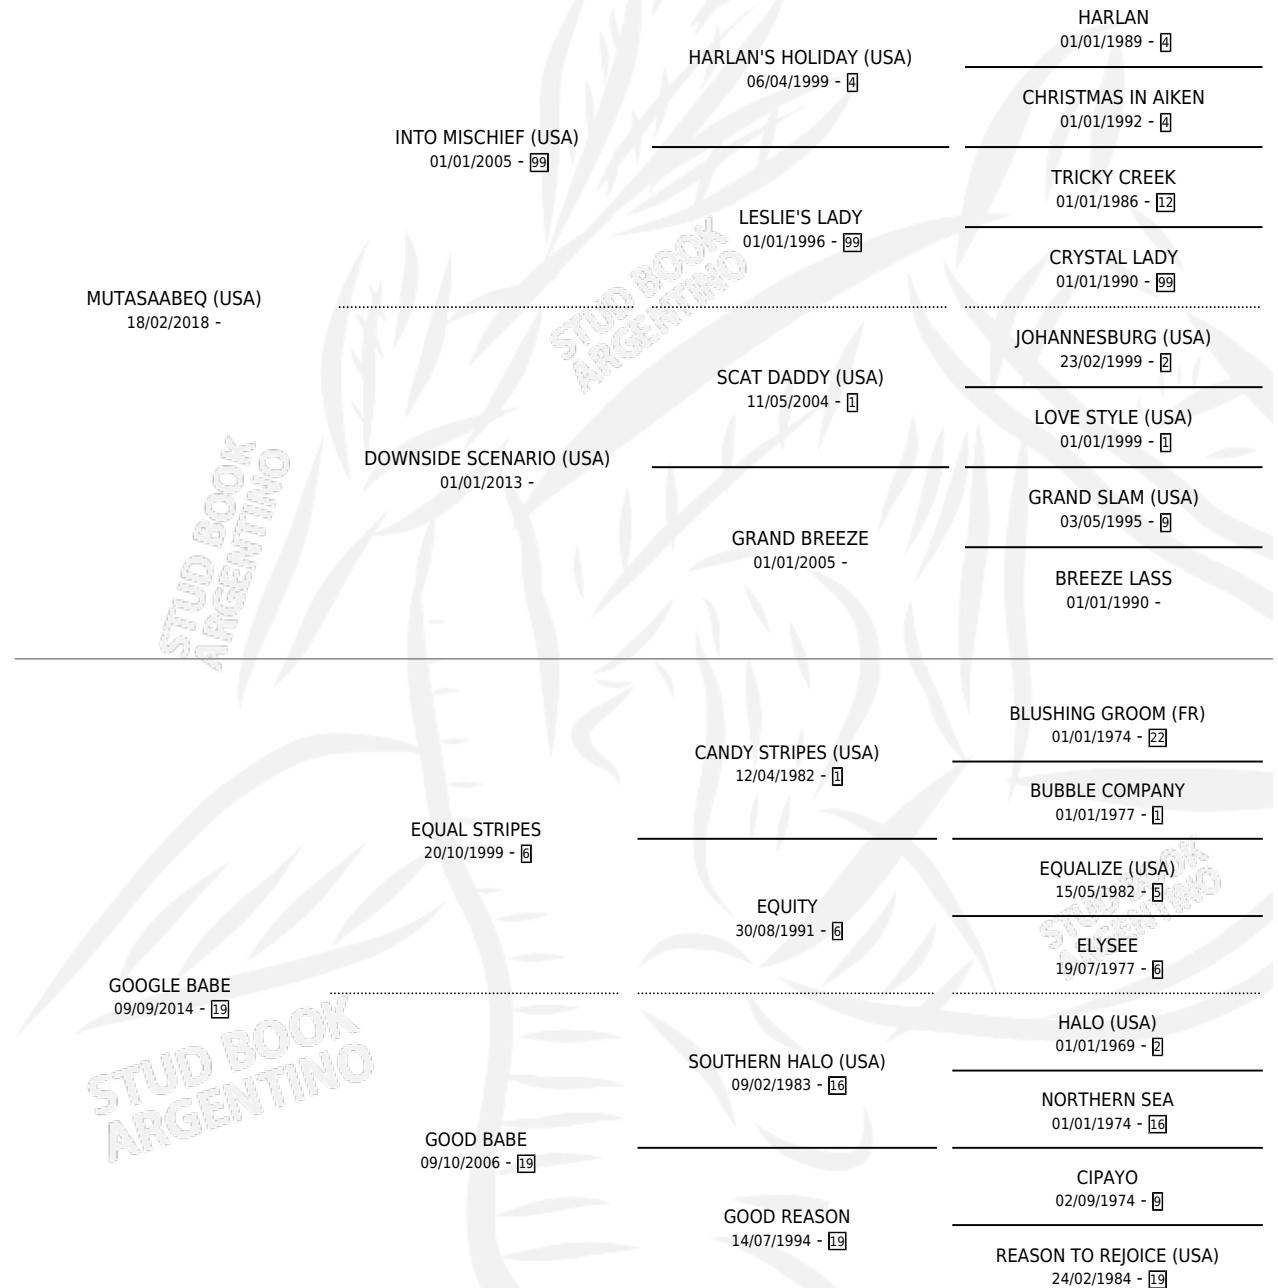 HARLAN
01/01/1989 - 4
HARLAN'S HOLIDAY (USA)
06/04/1999 - 4
CHRISTMAS IN AIKEN
01/01/1992 - 4
INTO MISCHIEF (USA)
01/01/2005 - 99
TRICKY CREEK
01/01/1986 - 12
LESLIE'S LADY
01/01/1996 - 99
CRYSTAL LADY
01/01/1990 - 99
MUTASAABEQ (USA)
18/02/2018 -
JOHANNESBURG (USA)
23/02/1999 - 2
SCAT DADDY (USA)
11/05/2004 - 1
LOVE STYLE (USA)
01/01/1999 - 1
DOWNSIDE SCENARIO (USA)
01/01/2013 -
GRAND SLAM (USA)
03/05/1995 - 9
GRAND BREEZE
01/01/2005 -
BREEZE LASS
01/01/1990 -
STUD BOOK
ARGENTINO
STUD BOOK
ARGENTINO
BLUSHING GROOM (FR)
01/01/1974 - 22
CANDY STRIPES (USA)
12/04/1982 - 1
BUBBLE COMPANY
01/01/1977 - 1
EQUAL STRIPES
20/10/1999 - 6
EQUALIZE (USA)
15/05/1982 - 5
EQUITY
30/08/1991 - 6
ELYSEE
19/07/1977 - 6
GOOGLE BABE
09/09/2014 - 19
HALO (USA)
01/01/1969 - 2
SOUTHERN HALO (USA)
09/02/1983 - 16
NORTHERN SEA
01/01/1974 - 16
GOOD BABE
09/10/2006 - 19
CIPAYO
02/09/1974 - 9
GOOD REASON
14/07/1994 - 19
REASON TO REJOICE (USA)
24/02/1984 - 19
STUD BOOK
ARGENTINO
STUD BOOK
ARGENTINO